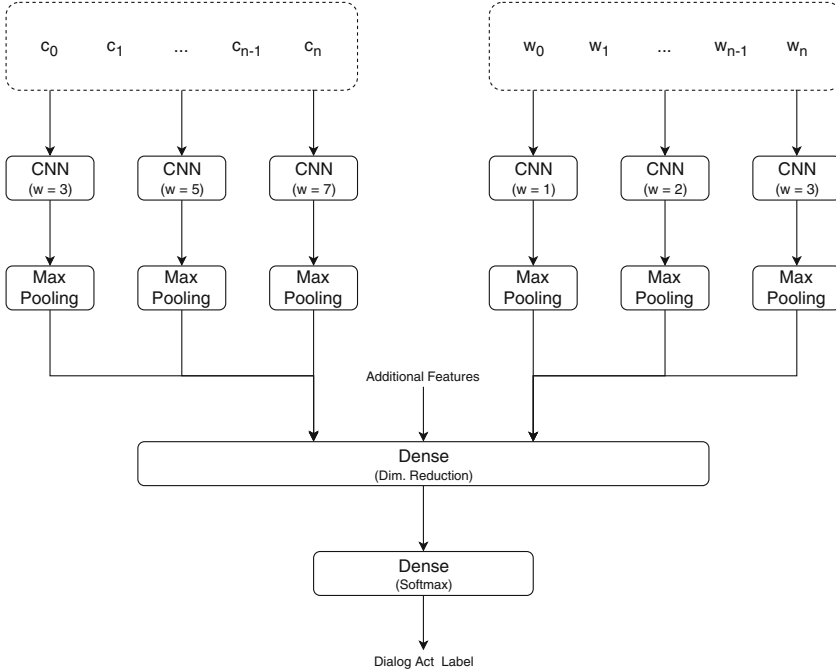 c0 c1 ... cn-1 cn
w0 w1 ... wn-1 wn
CNN
(w = 3)
CNN
(w = 5)
CNN
(w = 7)
CNN
(w = 1)
CNN
(w = 2)
CNN
(w = 3)
Max
Pooling
Max
Pooling
Max
Pooling
Max
Pooling
Max
Pooling
Max
Pooling
Additional Features
Dense
(Dim. Reduction)
Dense
(Softmax)
Dialog Act Label